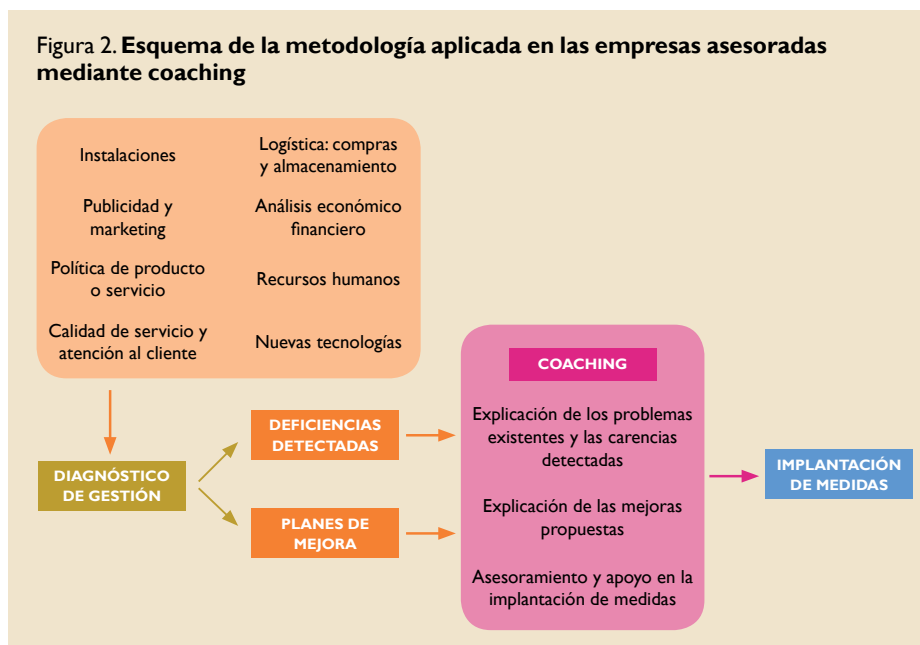 Figura 2. Esquema de la metodología aplicada en las empresas asesoradas
mediante coaching
Instalaciones
Logística: compras
y almacenamiento
Publicidad y
marketing
Análisis económico
financiero
Política de producto
o servicio
Recursos humanos
Calidad de servicio y
atención al cliente
Nuevas tecnologías
DIAGNÓSTICO
DE GESTIÓN
DEFICIENCIAS
DETECTADAS
PLANES DE
MEJORA
COACHING
Explicación de los problemas
existentes y las carencias
detectadas
Explicación de las mejoras
propuestas
Asesoramiento y apoyo en la
implantación de medidas
IMPLANTACIÓN
DE MEDIDAS